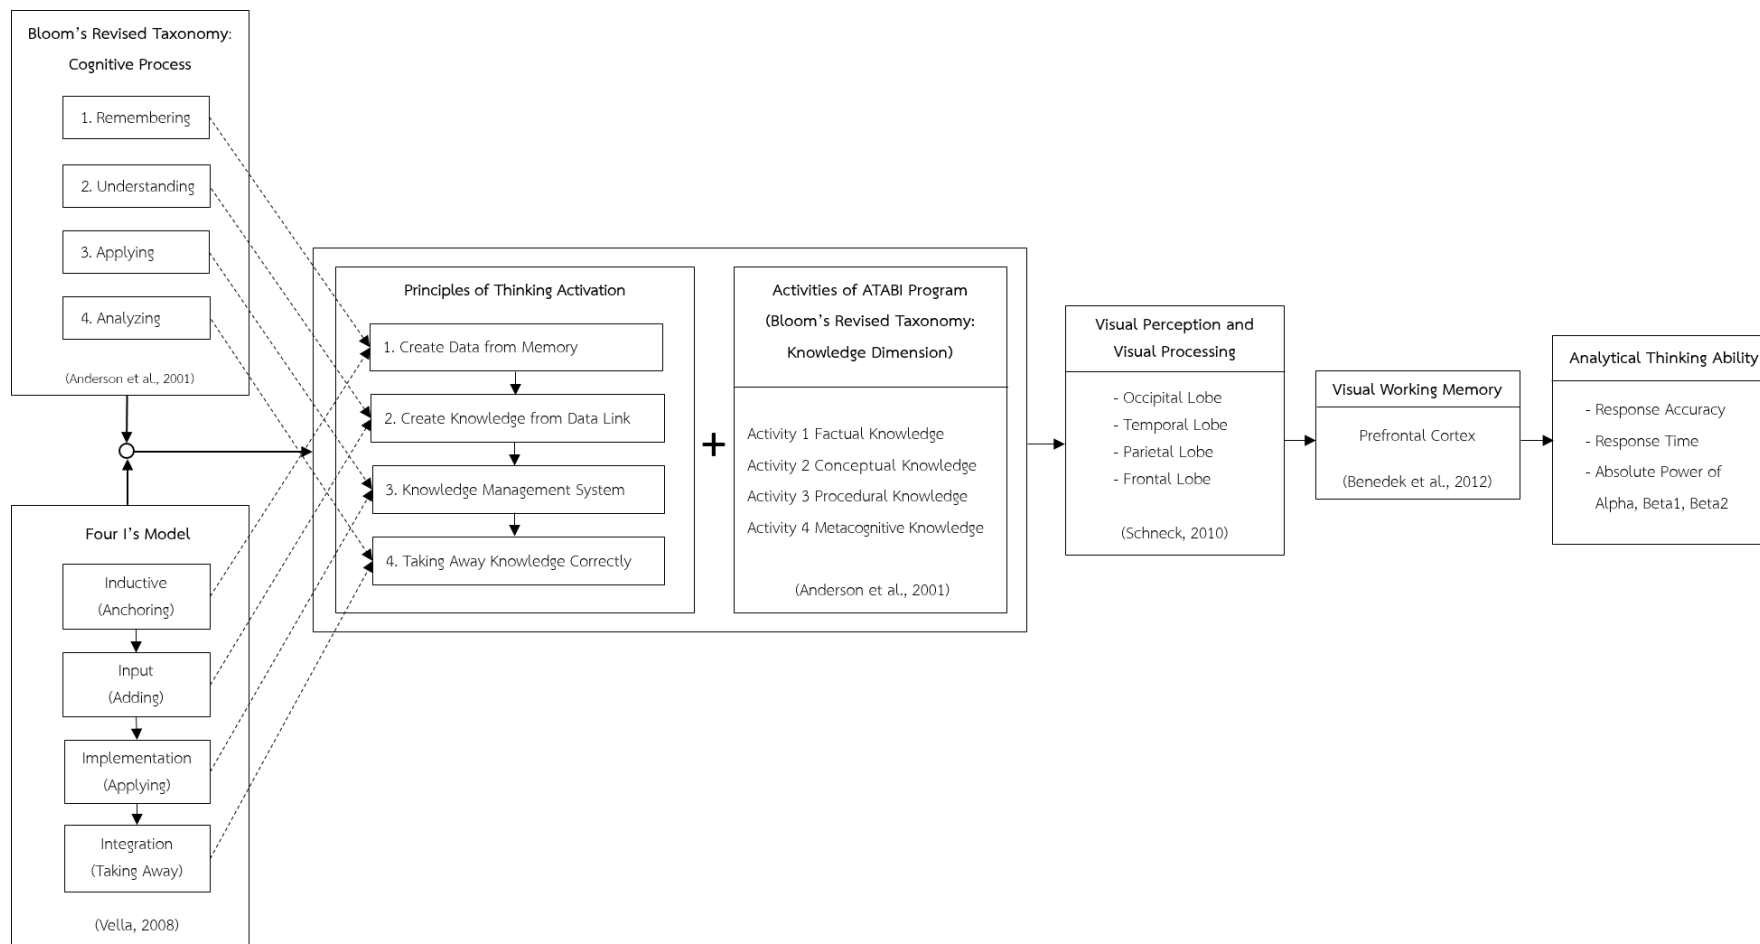 Bloom's Revised Taxonomy:
Cognitive Process
1. Remembering
2. Understanding
3. Applying
4. Analyzing
(Anderson et al., 2001)
Four I's Model
Inductive
(Anchoring)
Input
(Adding)
Implementation
(Applying)
Integration
(Taking Away)
(Vella, 2008)
Principles of Thinking Activation
1. Create Data from Memory
2. Create Knowledge from Data Link
3. Knowledge Management System
4. Taking Away Knowledge Correctly
+
Activities of ATABI Program
(Bloom's Revised Taxonomy:
Knowledge Dimension)
Activity 1 Factual Knowledge
Activity 2 Conceptual Knowledge
Activity 3 Procedural Knowledge
Activity 4 Metacognitive Knowledge
(Anderson et al., 2001)
Visual Perception and
Visual Processing
- Occipital Lobe
- Temporal Lobe
- Parietal Lobe
- Frontal Lobe
(Schneck, 2010)
Visual Working Memory
Prefrontal Cortex
(Benedek et al., 2012)
Analytical Thinking Ability
- Response Accuracy
- Response Time
- Absolute Power of
Alpha, Beta1, Beta2